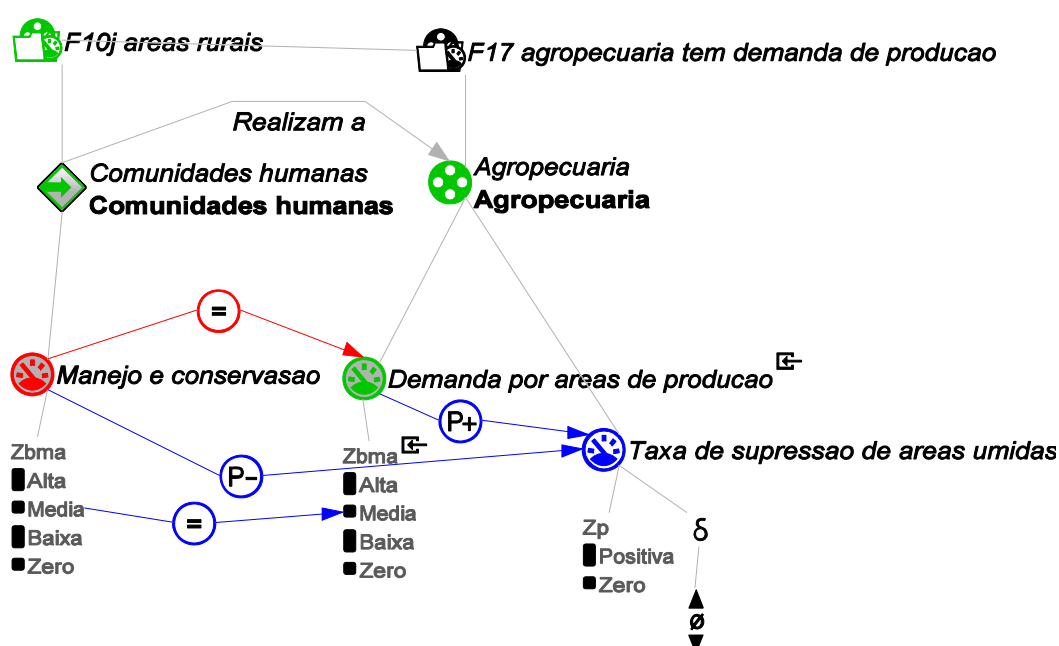 F10j areas rurais
F17 agropecuaria tem demanda de producao
Realizam a
Comunidades humanas
Comunidades humanas
Agropecuaria
Agropecuaria
=
Manejo e conservasao
Demanda por areas de producao
P+
Taxa de supressao de areas umidas
P-
Zbma
Alta
Media
Baixa
Zero
=
Zbma
Alta
Media
Baixa
Zero
Zp
Positiva
Zero
δ
ø